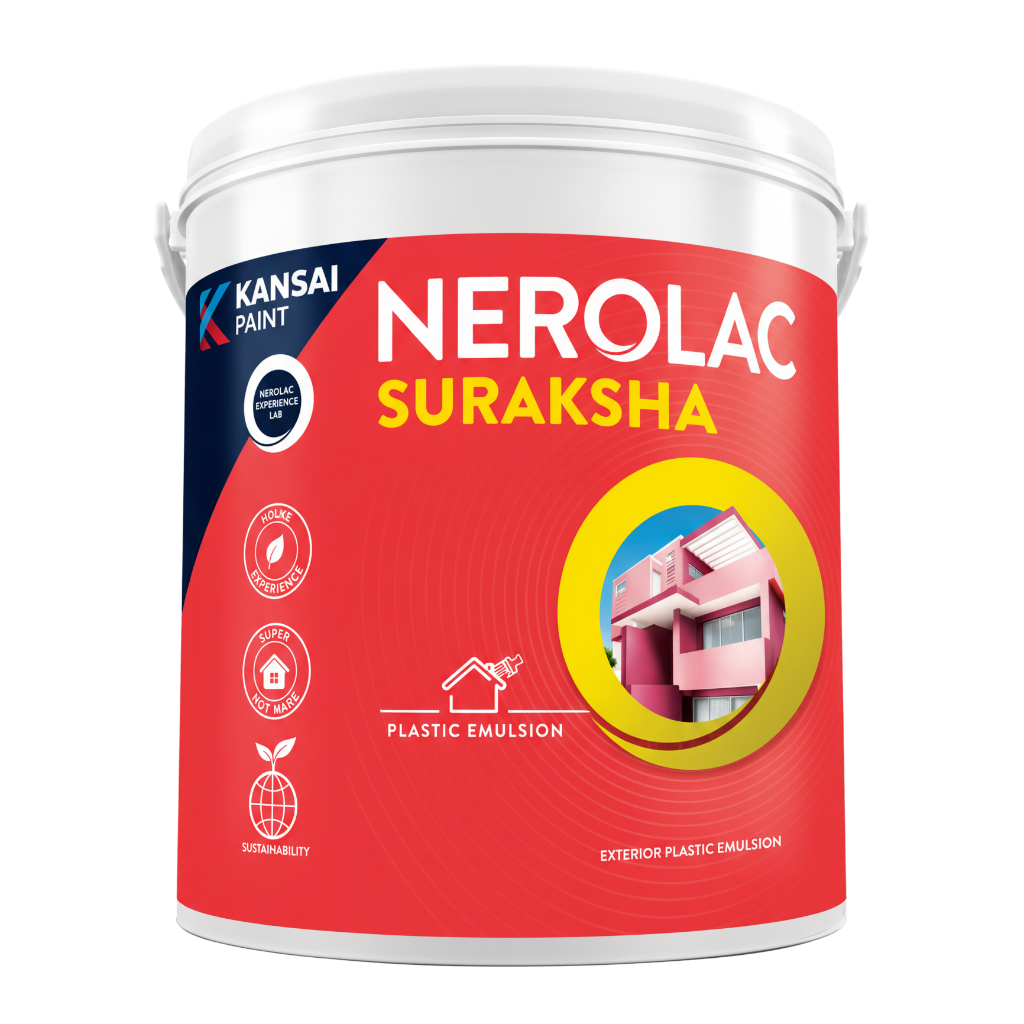 KANSAI
PAINT
NEROLAC
SURAKSHA
NEROLAC
EXPERIENCE
LAB
HOLKE
EXPERIENCE
SUPER
NOT MARE
SUSTAINABILITY
PLASTIC EMULSION
EXTERIOR PLASTIC EMULSION